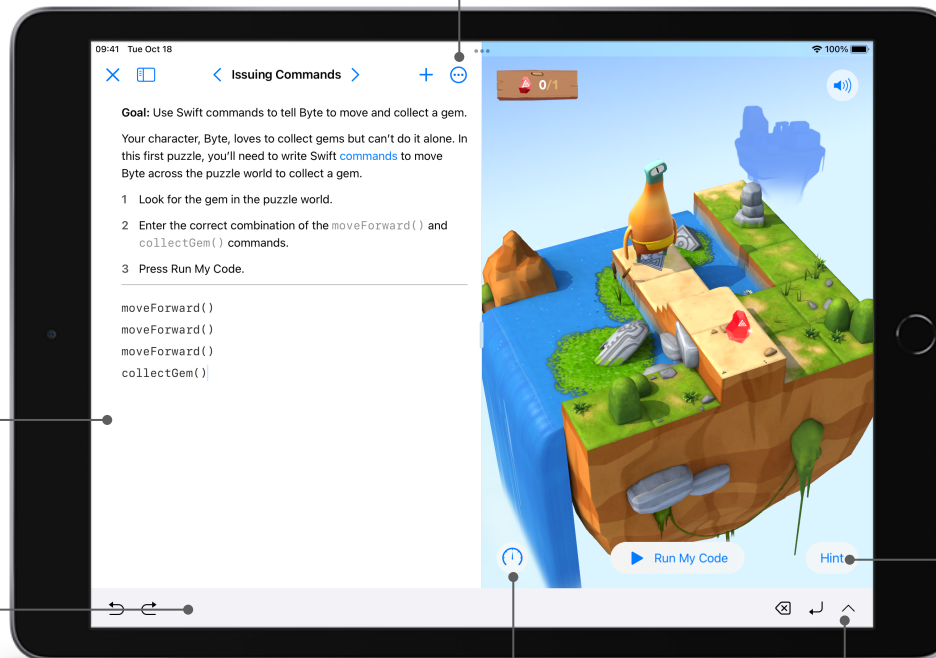 09:41 Tue Oct 18
100%
Issuing Commands
0/1
Goal: Use Swift commands to tell Byte to move and collect a gem.
Your character, Byte, loves to collect gems but can’t do it alone. In
this first puzzle, you’ll need to write Swift commands to move
Byte across the puzzle world to collect a gem.
1 Look for the gem in the puzzle world.
2 Enter the correct combination of the moveForward() and
collectGem() commands.
3 Press Run My Code.
moveForward()
moveForward()
moveForward()
collectGem()
Run My Code
Hint